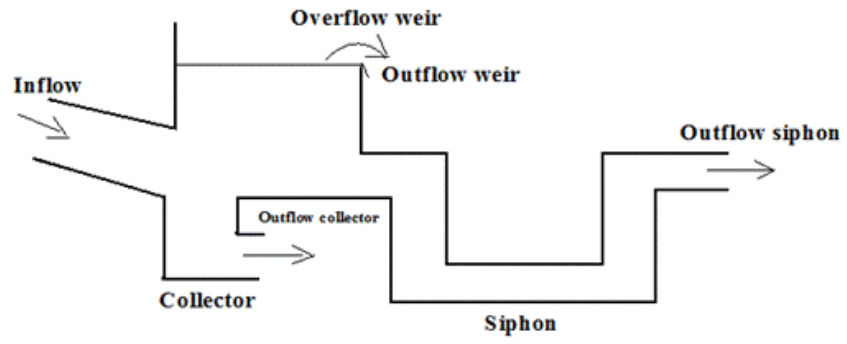 Overflow weir
Outflow weir
Inflow
Outflow siphon
Outflow collector
Collector
Siphon